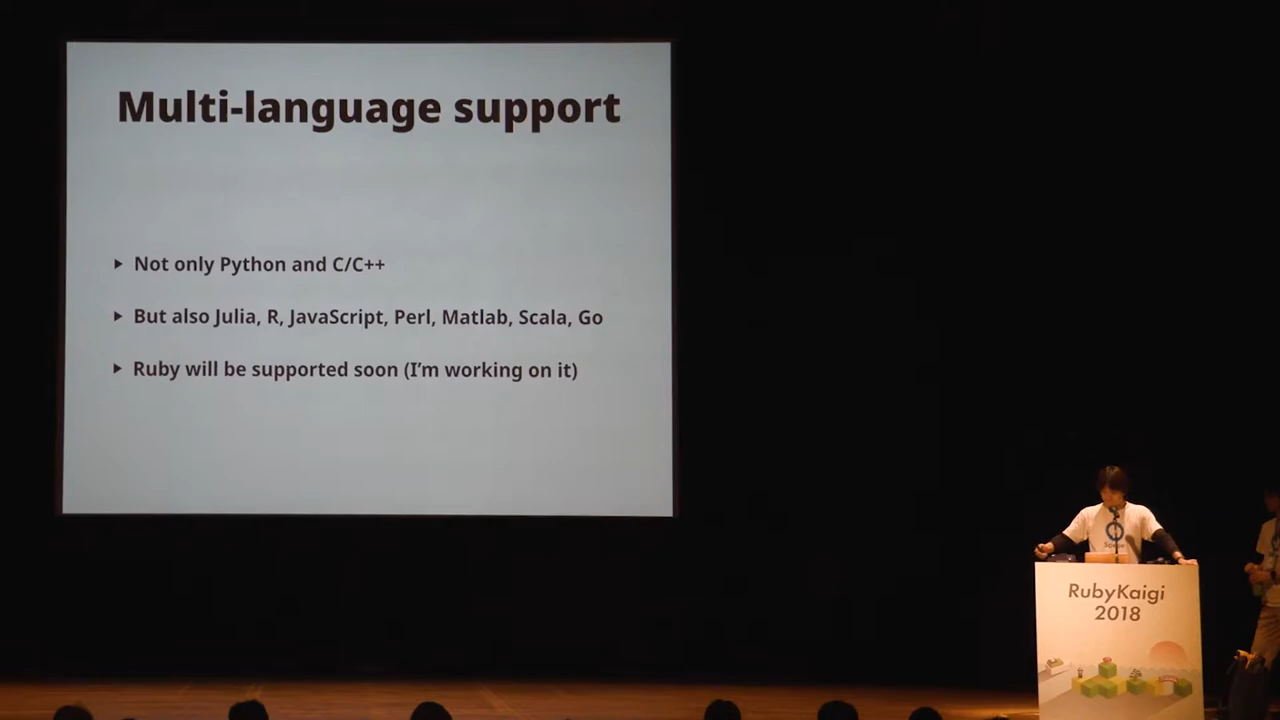 Multi-language support
Not only Python and C/C++
But also Julia, R, JavaScript, Perl, Matlab, Scala, Go
Ruby will be supported soon (I'm working on it)
RubyKaigi
2018